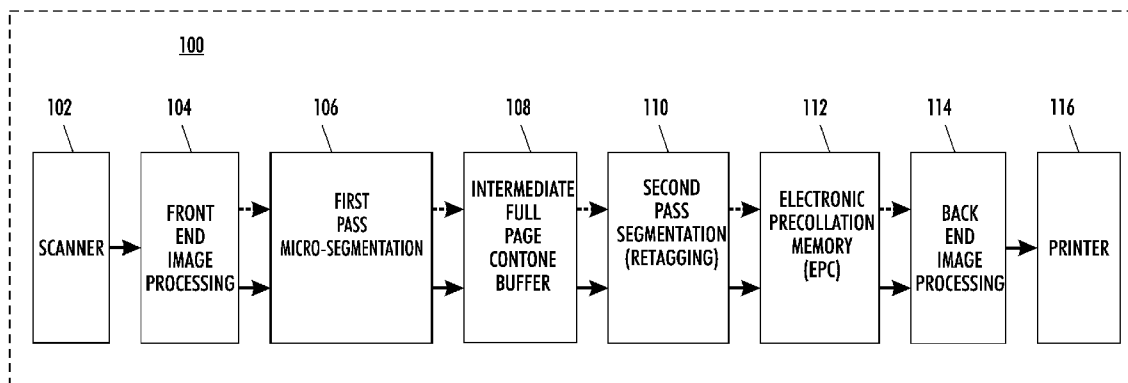 100
102
104
106
108
110
112
114
116
SCANNER
FRONT
END
IMAGE
PROCESSING
FIRST
PASS
MICRO-SEGMENTATION
INTERMEDIATE
FULL
PAGE
CONTONE
BUFFER
SECOND
PASS
SEGMENTATION
(RETAGGING)
ELECTRONIC
PRECOLLATION
MEMORY
(EPC)
BACK
END
IMAGE
PROCESSING
PRINTER